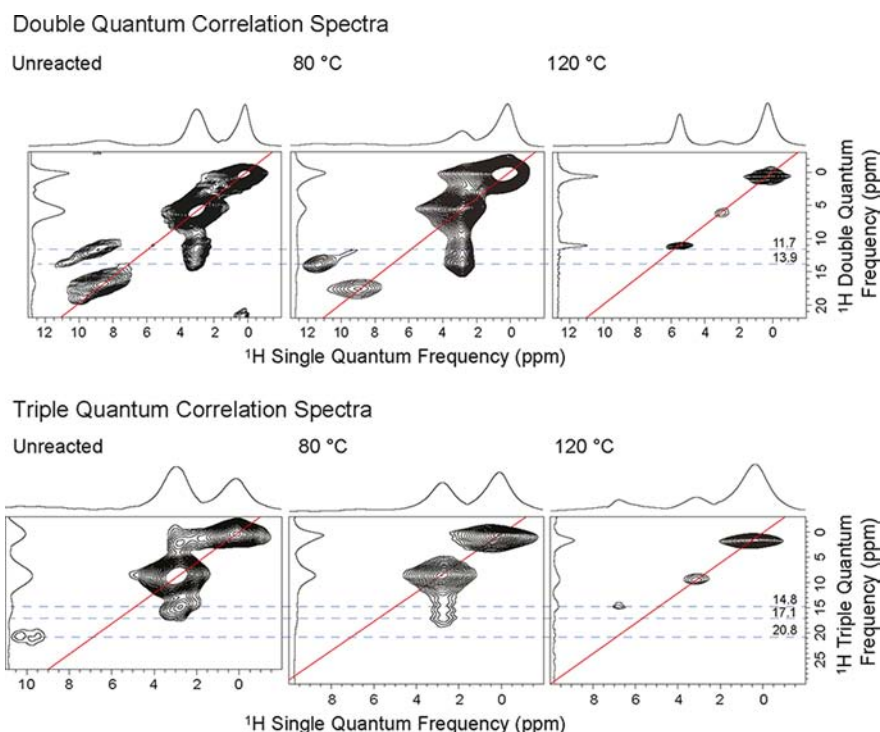 Double Quantum Correlation Spectra
Unreacted 80 °C 120 °C
0
5
11.7
10
13.9
15
20
¹H Double Quantum Frequency (ppm)
12 10 8 6 4 2 0 12 10 8 6 4 2 0 12 10 8 6 4 2 0
¹H Single Quantum Frequency (ppm)
Triple Quantum Correlation Spectra
Unreacted 80 °C 120 °C
0
5
10
14.8
15
17.1
20.8
20
25
¹H Triple Quantum Frequency (ppm)
10 8 6 4 2 0 8 6 4 2 0 8 6 4 2 0
¹H Single Quantum Frequency (ppm)